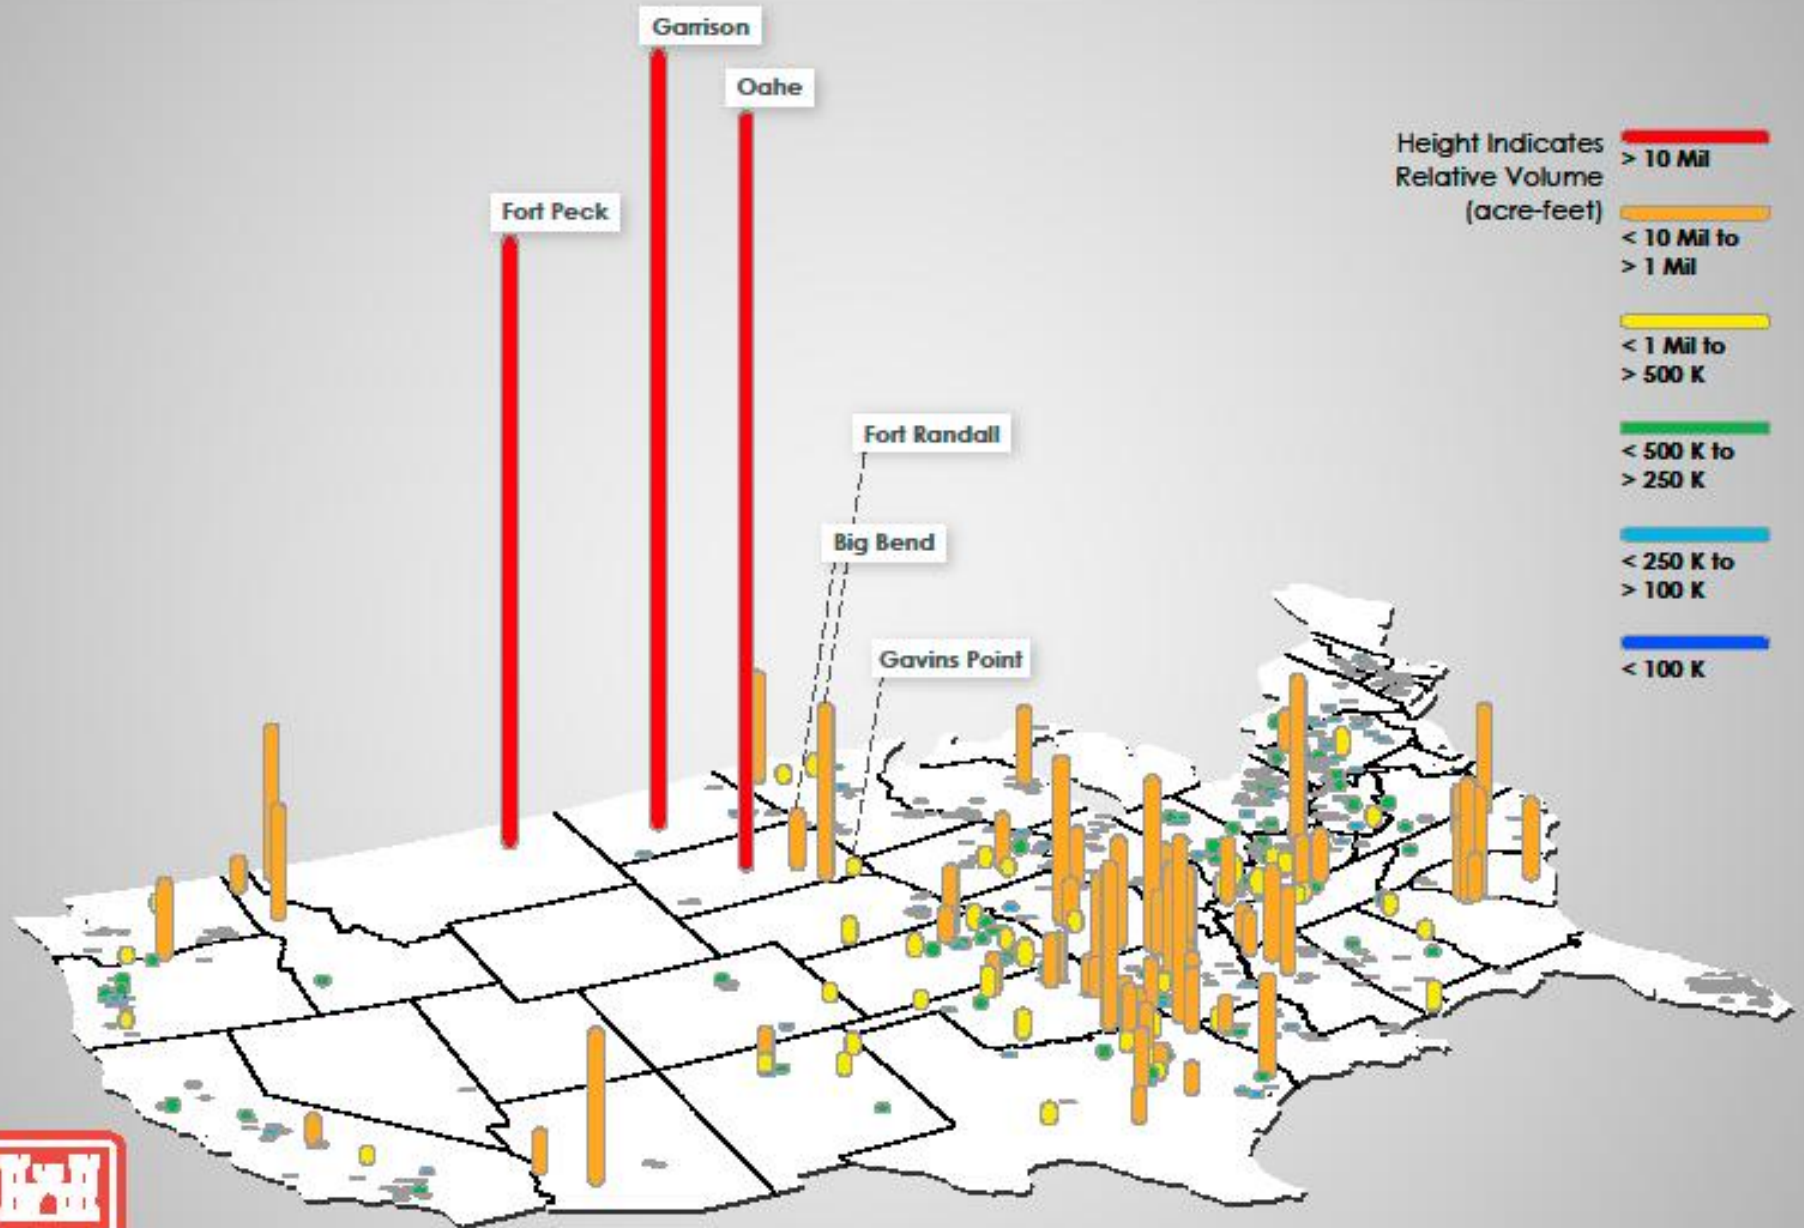 Garrison
Oahe
Fort Peck
Fort Randall
Big Bend
Gavins Point
Height Indicates
Relative Volume
(acre-feet)
> 10 Mil
< 10 Mil to
> 1 Mil
< 1 Mil to
> 500 K
< 500 K to
> 250 K
< 250 K to
> 100 K
< 100 K